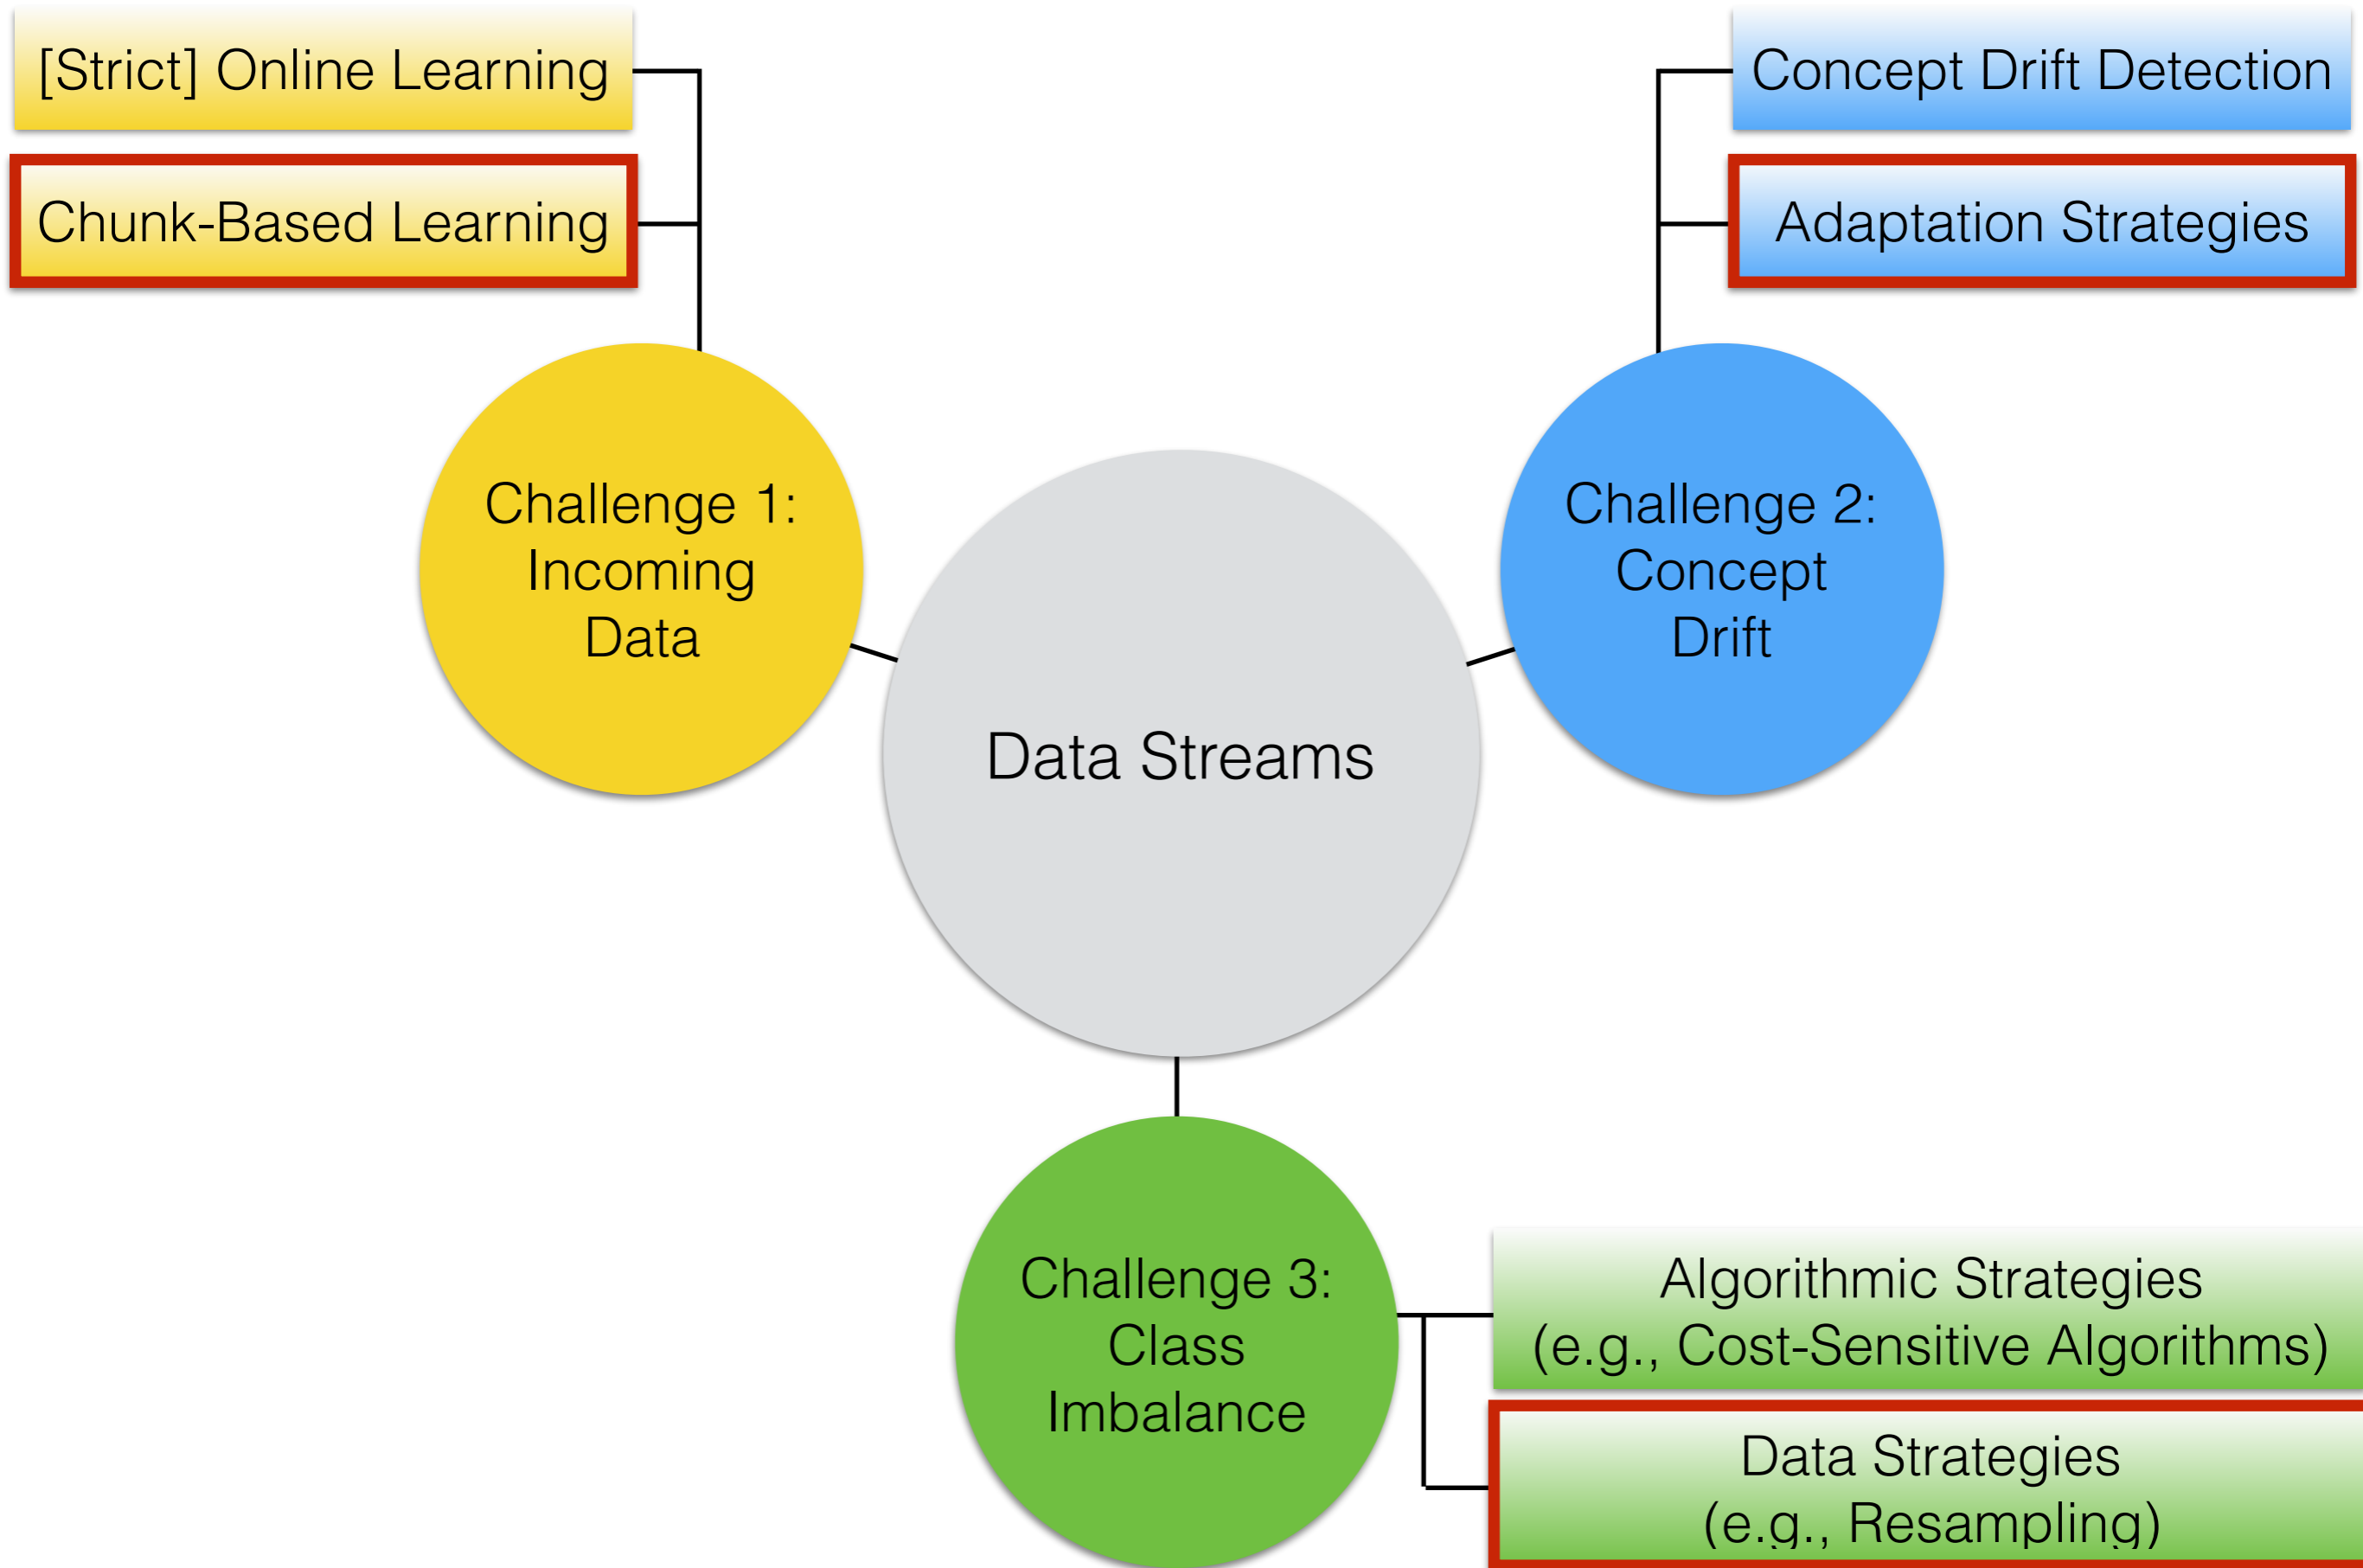 [Strict] Online Learning
Chunk-Based Learning
Concept Drift Detection
Adaptation Strategies
Challenge 1:
Incoming
Data
Challenge 2:
Concept
Drift
Data Streams
Challenge 3:
Class
Imbalance
Algorithmic Strategies
(e.g., Cost-Sensitive Algorithms)
Data Strategies
(e.g., Resampling)